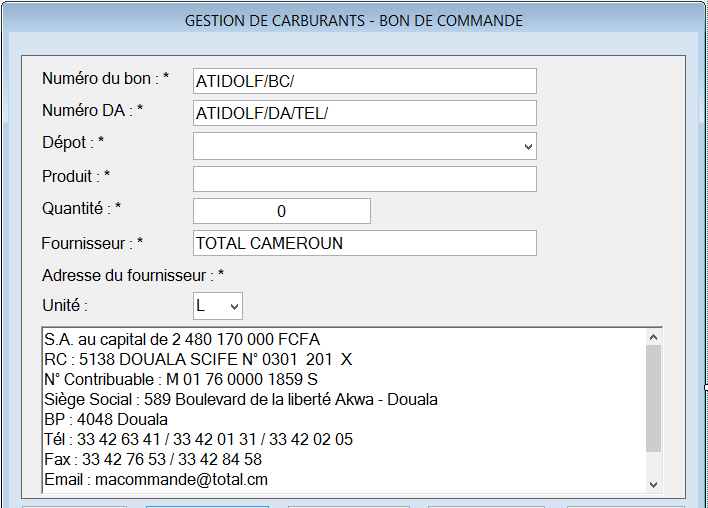 GESTION DE CARBURANTS - BON DE COMMANDE
Numéro du bon : * ATIDOLF/BC/
Numéro DA : * ATIDOLF/DA/TEL/
Dépot : *
Produit : *
Quantité : * 0
Fournisseur : * TOTAL CAMEROUN
Adresse du fournisseur : *
Unité : L
S.A. au capital de 2 480 170 000 FCFA
RC : 5138 DOUALA SCIFE N° 0301 201 X
N° Contribuable : M 01 76 0000 1859 S
Siège Social : 589 Boulevard de la liberté Akwa - Douala
BP : 4048 Douala
Tél : 33 42 63 41 / 33 42 01 31 / 33 42 02 05
Fax : 33 42 76 53 / 33 42 84 58
Email : macommande@total.cm